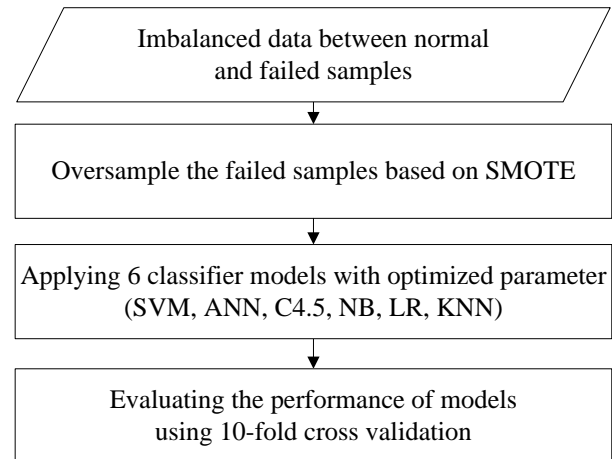 Imbalanced data between normal
and failed samples
Oversample the failed samples based on SMOTE
Applying 6 classifier models with optimized parameter
(SVM, ANN, C4.5, NB, LR, KNN)
Evaluating the performance of models
using 10-fold cross validation